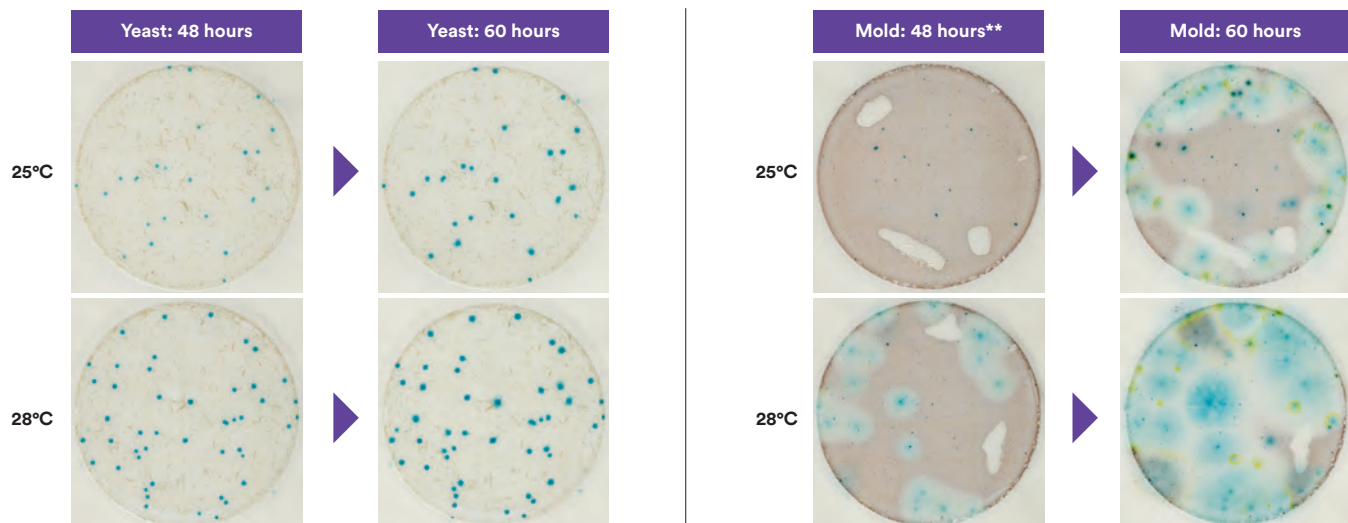 Yeast: 48 hours
Yeast: 60 hours
Mold: 48 hours**
Mold: 60 hours
25ºC
25ºC
28ºC
28ºC